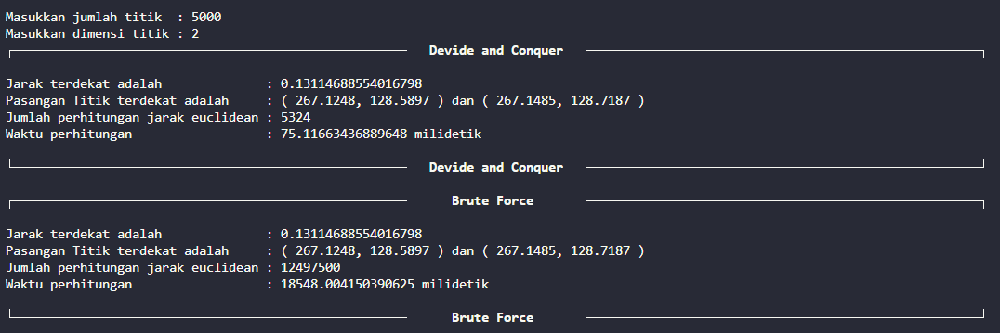 Masukkan jumlah titik  : 5000
Masukkan dimensi titik : 2
Devide and Conquer
Jarak terdekat adalah              : 0.13114688554016798
Pasangan Titik terdekat adalah     : ( 267.1248, 128.5897 ) dan ( 267.1485, 128.7187 )
Jumlah perhitungan jarak euclidean : 5324
Waktu perhitungan                  : 75.11663436889648 milidetik
Devide and Conquer
Brute Force
Jarak terdekat adalah              : 0.13114688554016798
Pasangan Titik terdekat adalah     : ( 267.1248, 128.5897 ) dan ( 267.1485, 128.7187 )
Jumlah perhitungan jarak euclidean : 12497500
Waktu perhitungan                  : 18548.004150390625 milidetik
Brute Force